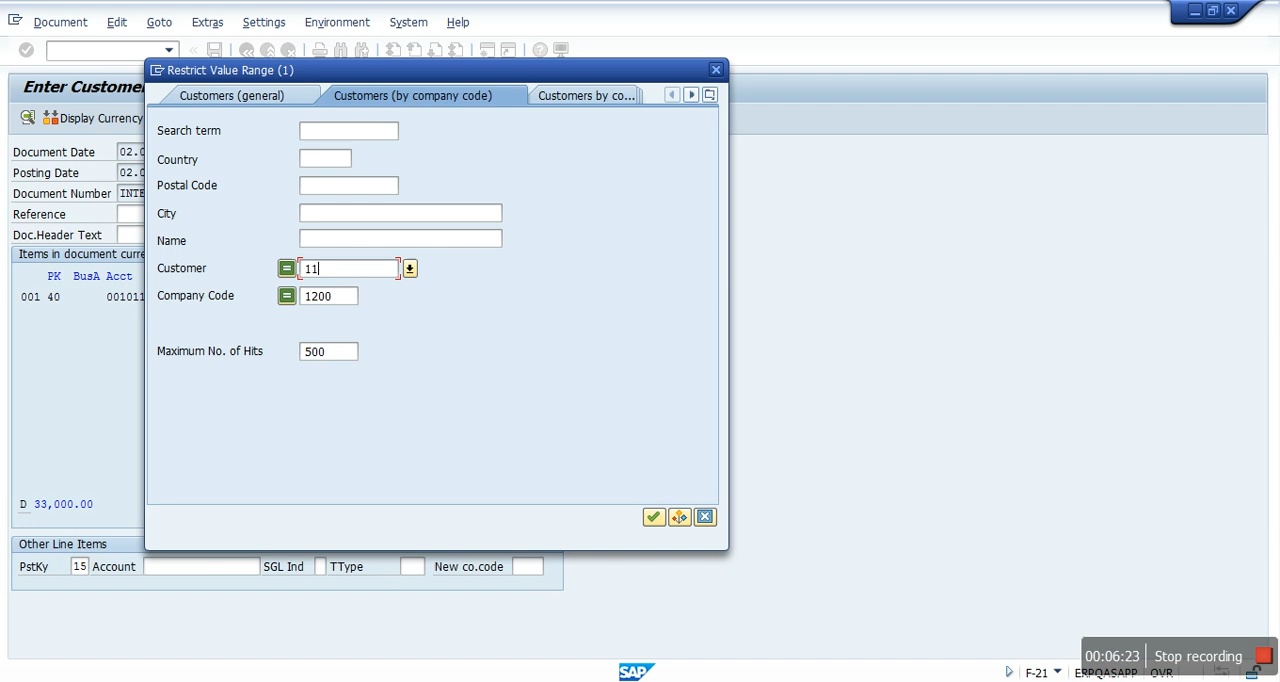 Document Edit Goto Extras Settings Environment System Help
Enter Customer
Display Currency
Document Date 02.0
Posting Date 02.0
Document Number INTE
Reference
Doc.Header Text
Items in document curre
PK BusA Acct
001 40 001011
D 33,000.00
Restrict Value Range (1)
Customers (general) Customers (by company code) Customers by co...
Search term
Country
Postal Code
City
Name
Customer 11
Company Code 1200
Maximum No. of Hits 500
Other Line Items
PstKy 15 Account SGL Ind TType New co.code
00:06:23 Stop recording
SAP F-21 ERPQASAPP OVR